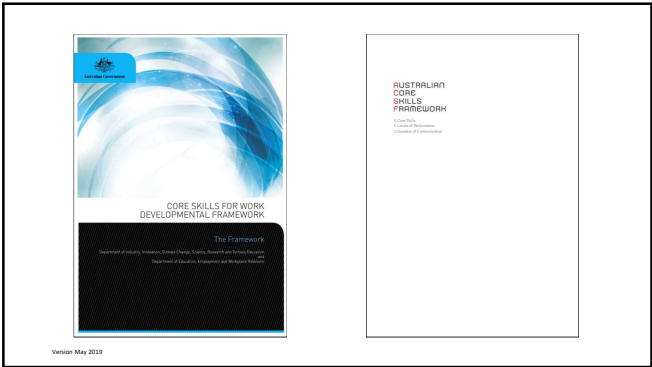 Australian Government
CORE SKILLS FOR WORK
DEVELOPMENTAL FRAMEWORK
The Framework
Department of Industry, Innovation, Climate Change, Science, Research and Tertiary Education
and
Department of Education, Employment and Workplace Relations
AUSTRALIAN
CORE
SKILLS
FRAMEWORK
5 Core Skills
5 Levels of Performance
3 Domains of Communication
Version May 2019